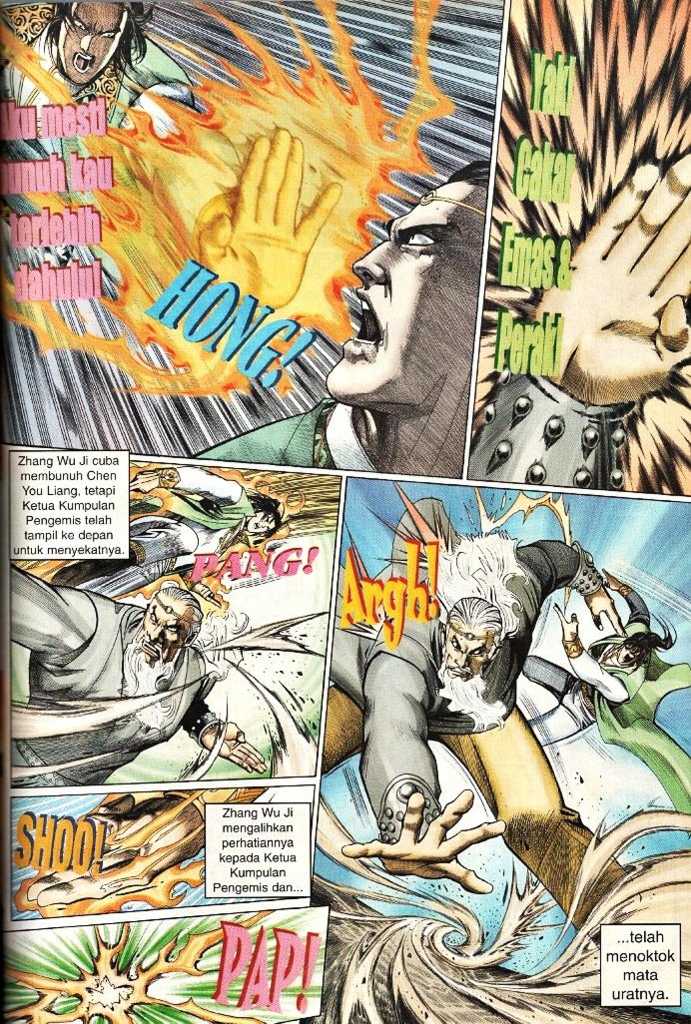 ku mesti
bunuh kau
terlebih
dahulu!
HONG!
Yaki
Cakar
Emas &
Perak!
Zhang Wu Ji cuba
membunuh Chen
You Liang, tetapi
Ketua Kumpulan
Pengemis telah
tampil ke depan
untuk menyekatnya.
PANG!
Argh!
SHOO!
Zhang Wu Ji
mengalihkan
perhatiannya
kepada Ketua
Kumpulan
Pengemis dan...
PAP!
...telah
menoktok
mata
uratnya.